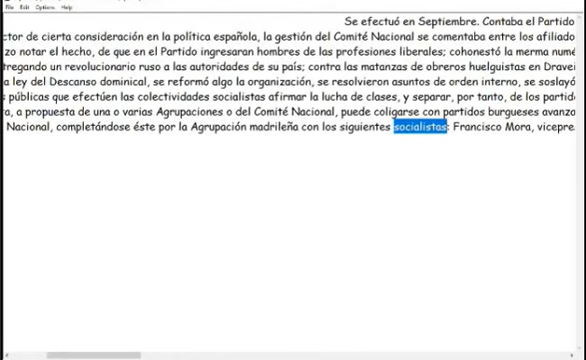 File Edit Options Help
Se efectuó en Septiembre. Contaba el Partido
ctor de cierta consideración en la política española, la gestión del Comité Nacional se comentaba entre los afiliado
zo notar el hecho, de que en el Partido ingresaran hombres de las profesiones liberales; cohonestó la merma numé
tregando un revolucionario ruso a las autoridades de su país; contra las matanzas de obreros huelguistas en Dravei
a ley del Descanso dominical, se reformó algo la organización, se resolvieron asuntos de orden interno, se soslayó
s públicas que efectúen las colectividades socialistas afirmar la lucha de clases, y separar, por tanto, de los partid
ra, a propuesta de una o varias Agrupaciones o del Comité Nacional, puede coligarse con partidos burgueses avanza
Nacional, completándose éste por la Agrupación madrileña con los siguientes socialistas: Francisco Mora, vicepre